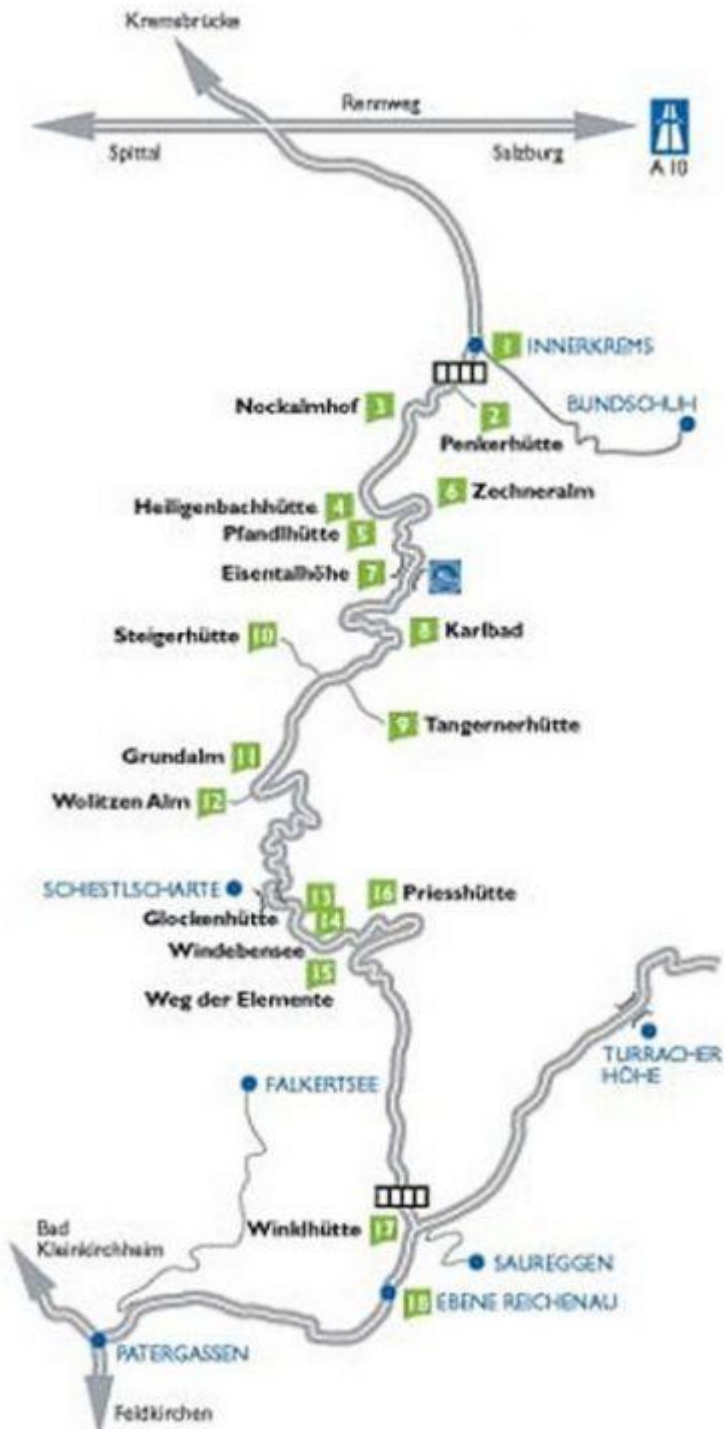 Kremsbrücke
Rennweg
Spittal
Salzburg
A 10
1 INNERKREMS
BUNDSCHUH
Nockalmhof 3
2
Penkerhütte
6 Zechneralm
Heiligenbachhütte 4
Pfandlhütte 5
Eisentalhöhe 7
Steigerhütte 10
8 Karlbad
9 Tangernerhütte
Grundalm 11
Wolitzen Alm 12
SCHIESTLSCHARTE
13
16 Priesshütte
Glockenhütte 14
Windebensee
15
Weg der Elemente
TURRACHER
HÖHE
FALKERTSEE
Winklhütte 17
Bad
Kleinkirchheim
SAUREGGEN
18 EBENE REICHENAU
PATERGASSEN
Feldkirchen